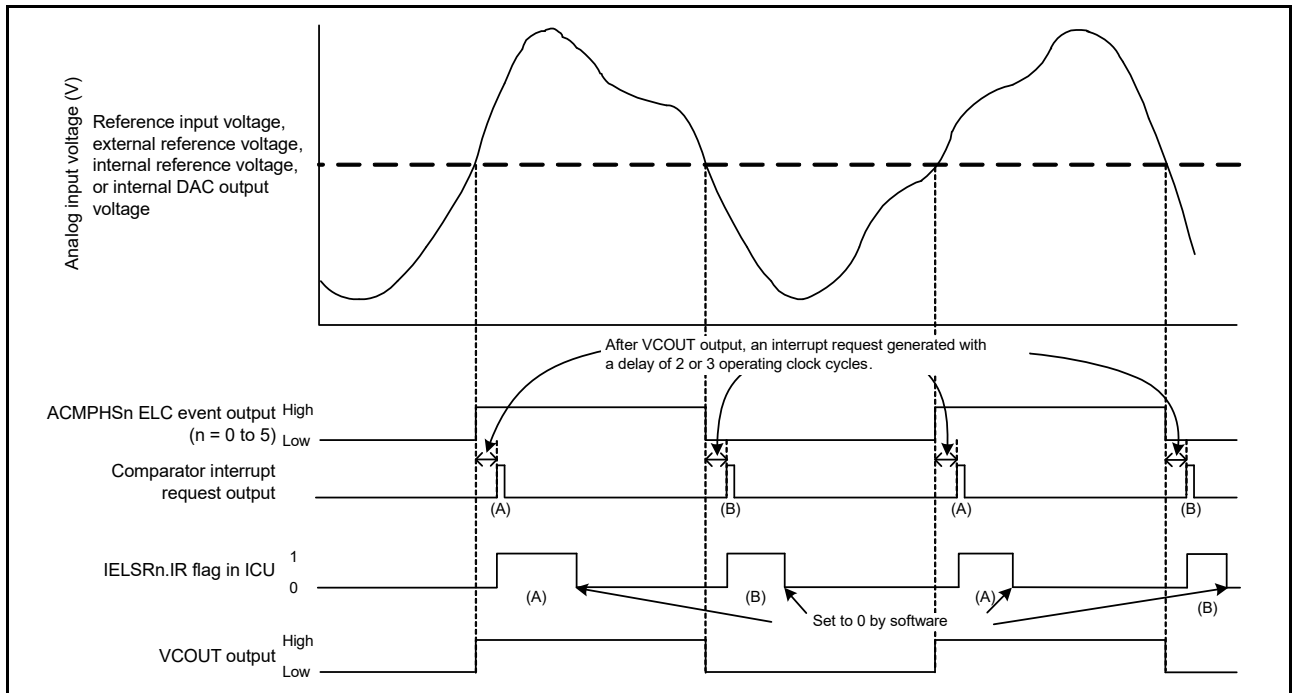 Analog input voltage (V)
Reference input voltage,
external reference voltage,
internal reference voltage,
or internal DAC output
voltage
After VCOUT output, an interrupt request generated with
a delay of 2 or 3 operating clock cycles.
ACMPHSn ELC event output
(n = 0 to 5)
High
Low
Comparator interrupt
request output
(A)
(B)
(A)
(B)
IELSRn.IR flag in ICU
1
0
(A)
(B)
(A)
(B)
Set to 0 by software
VCOUT output
High
Low